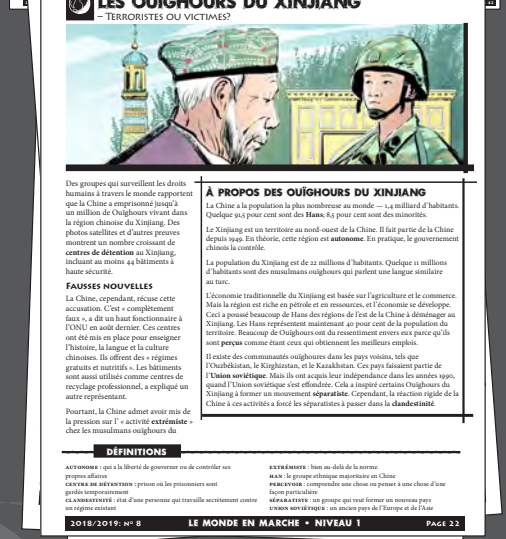 LES OUÏGHOURS DU XINJIANG
– TERRORISTES OU VICTIMES?
Des groupes qui surveillent les droits
humains à travers le monde rapportent
que la Chine a emprisonné jusqu'à
un million de Ouïghours vivant dans
la région chinoise du Xinjiang. Des
photos satellites et d'autres preuves
montrent un nombre croissant de
centres de détention au Xinjiang,
incluant au moins 44 bâtiments à
haute sécurité.
FAUSSES NOUVELLES
La Chine, cependant, récuse cette
accusation. C'est « complètement
faux », a dit un haut fonctionnaire à
l'ONU en août dernier. Ces centres
ont été mis en place pour enseigner
l'histoire, la langue et la culture
chinoises. Ils offrent des « régimes
gratuits et nutritifs ». Les bâtiments
sont aussi utilisés comme centres de
recyclage professionnel, a expliqué un
autre représentant.
Pourtant, la Chine admet avoir mis de
la pression sur l' « activité extrémiste »
chez les musulmans ouïghours du
À PROPOS DES OUÏGHOURS DU XINJIANG
La Chine a la population la plus nombreuse au monde — 1,4 milliard d'habitants.
Quelque 91,5 pour cent sont des Hans; 8,5 pour cent sont des minorités.
Le Xinjiang est un territoire au nord-ouest de la Chine. Il fait partie de la Chine
depuis 1949. En théorie, cette région est autonome. En pratique, le gouvernement
chinois la contrôle.
La population du Xinjiang est de 22 millions d'habitants. Quelque 11 millions
d'habitants sont des musulmans ouïghours qui parlent une langue similaire
au turc.
L'économie traditionnelle du Xinjiang est basée sur l'agriculture et le commerce.
Mais la région est riche en pétrole et en ressources, et l'économie se développe.
Ceci a poussé beaucoup de Hans des régions de l'est de la Chine à déménager au
Xinjiang. Les Hans représentent maintenant 40 pour cent de la population du
territoire. Beaucoup de Ouïghours ont du ressentiment envers eux parce qu'ils
sont perçus comme étant ceux qui obtiennent les meilleurs emplois.
Il existe des communautés ouïghoures dans les pays voisins, tels que
l'Ouzbékistan, le Kirghizstan, et le Kazakhstan. Ces pays faisaient partie de
l'Union soviétique. Mais ils ont acquis leur indépendance dans les années 1990,
quand l'Union soviétique s'est effondrée. Cela a inspiré certains Ouïghours du
Xinjiang à former un mouvement séparatiste. Cependant, la réaction rigide de la
Chine à ces activités a forcé les séparatistes à passer dans la clandestinité.
DÉFINITIONS
AUTONOME : qui a la liberté de gouverner ou de contrôler ses
propres affaires
CENTRE DE DÉTENTION : prison où les prisonniers sont
gardés temporairement
CLANDESTINITÉ : état d'une personne qui travaille secrètement contre
un régime existant
EXTRÉMISTE : bien au-delà de la norme
HAN : le groupe ethnique majoritaire en Chine
PERCEVOIR : comprendre une chose ou penser à une chose d'une
façon particulière
SÉPARATISTE : un groupe qui veut former un nouveau pays
UNION SOVIÉTIQUE : un ancien pays de l'Europe et de l'Asie
2018/2019: Nº 8 LE MONDE EN MARCHE • NIVEAU 1 PAGE 22